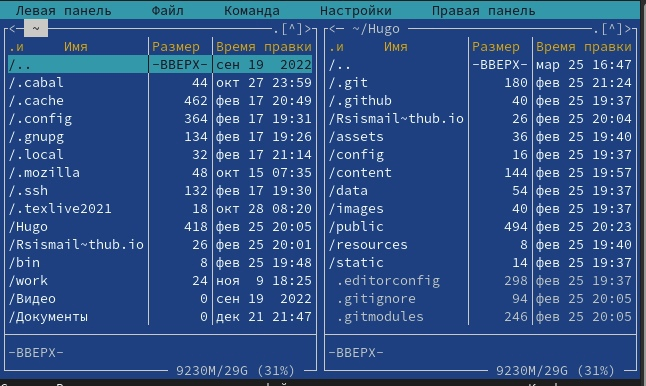 Левая панель Файл Команда Настройки Правая панель
~ .[^]
.и Имя Размер Время правки
/.. -ВВЕРХ- сен 19 2022
/.cabal 44 окт 27 23:59
/.cache 462 фев 17 20:49
/.config 364 фев 17 19:31
/.gnupg 134 фев 17 19:26
/.local 32 фев 17 21:14
/.mozilla 48 окт 15 07:35
/.ssh 132 фев 17 19:30
/.texlive2021 18 окт 28 08:20
/Hugo 418 фев 25 20:05
/Rsismail~thub.io 26 фев 25 20:01
/bin 8 фев 25 19:48
/work 24 ноя 9 18:25
/Видео 0 сен 19 2022
/Документы 0 дек 21 21:47
-ВВЕРХ-
9230M/29G (31%)
~/Hugo .[^]
.и Имя Размер Время правки
/.. -ВВЕРХ- мар 25 16:47
/.git 180 фев 25 21:24
/.github 40 фев 25 19:37
/Rsismail~thub.io 26 фев 25 20:04
/assets 36 фев 25 19:40
/config 16 фев 25 19:37
/content 144 фев 25 19:57
/data 54 фев 25 19:37
/images 40 фев 25 19:37
/public 494 фев 25 20:23
/resources 8 фев 25 19:40
/static 14 фев 25 19:37
.editorconfig 298 фев 25 19:37
.gitignore 94 фев 25 20:05
.gitmodules 246 фев 25 20:05
-ВВЕРХ-
9230M/29G (31%)